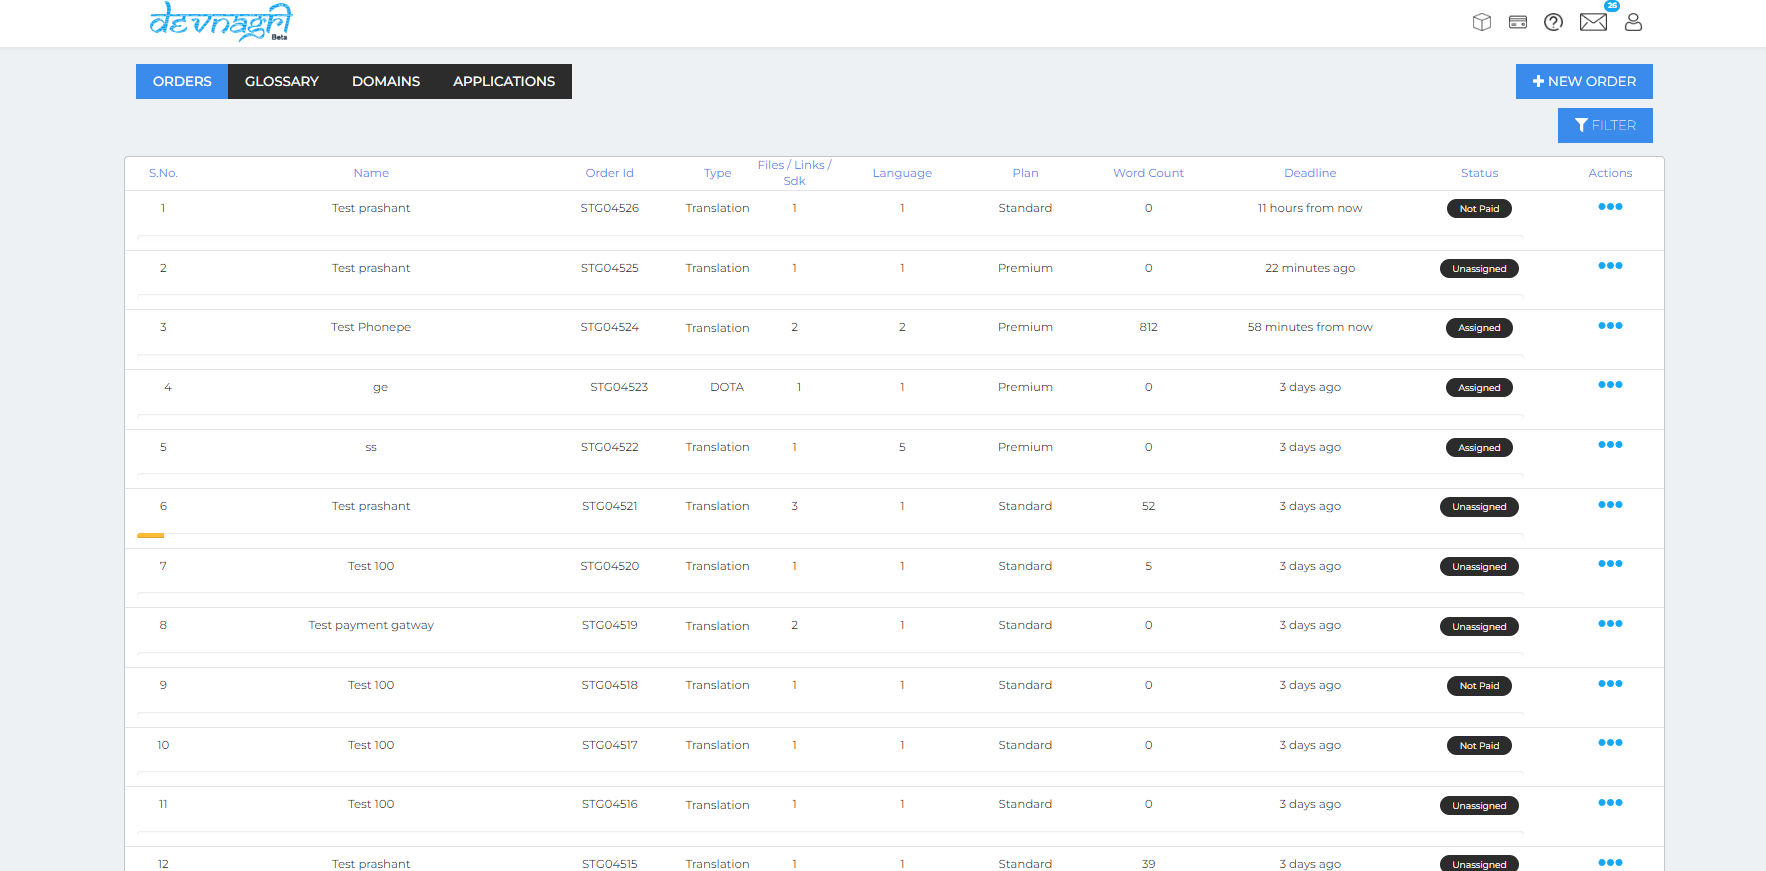 devnagri
Beta
26
ORDERS GLOSSARY DOMAINS APPLICATIONS
NEW ORDER
FILTER
S.No. Name Order Id Type Files / Links / Sdk Language Plan Word Count Deadline Status Actions
1 Test prashant STG04526 Translation 1 1 Standard 0 11 hours from now Not Paid
2 Test prashant STG04525 Translation 1 1 Premium 0 22 minutes ago Unassigned
3 Test Phonepe STG04524 Translation 2 2 Premium 812 58 minutes from now Assigned
4 ge STG04523 DOTA 1 1 Premium 0 3 days ago Assigned
5 ss STG04522 Translation 1 5 Premium 0 3 days ago Assigned
6 Test prashant STG04521 Translation 3 1 Standard 52 3 days ago Unassigned
7 Test 100 STG04520 Translation 1 1 Standard 5 3 days ago Unassigned
8 Test payment gatway STG04519 Translation 2 1 Standard 0 3 days ago Unassigned
9 Test 100 STG04518 Translation 1 1 Standard 0 3 days ago Not Paid
10 Test 100 STG04517 Translation 1 1 Standard 0 3 days ago Not Paid
11 Test 100 STG04516 Translation 1 1 Standard 0 3 days ago Unassigned
12 Test prashant STG04515 Translation 1 1 Standard 39 3 days ago Unassigned